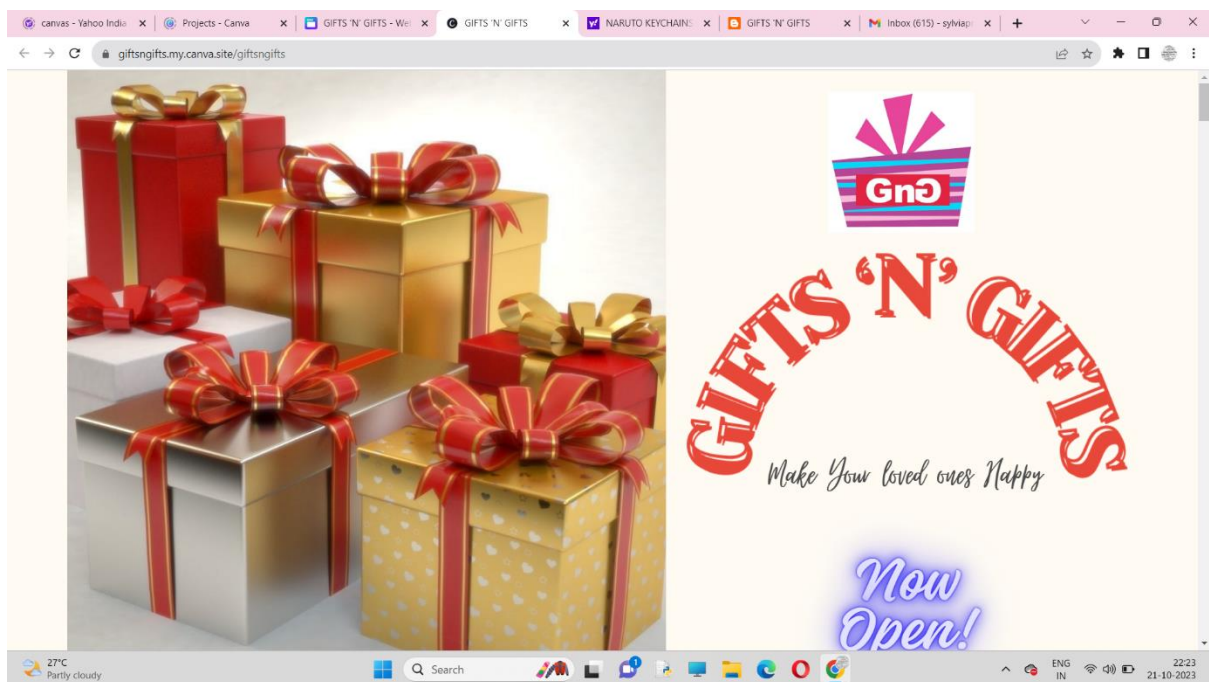 canvas - Yahoo India
Projects - Canva
GIFTS 'N' GIFTS - We
GIFTS 'N' GIFTS
NARUTO KEYCHAINS
GIFTS 'N' GIFTS
Inbox (615) - sylviap
giftsngifts.my.canva.site/giftsngifts
GnG
GIFTS ‘N’ GIFTS
Make Your loved ones Happy
Now
Open!
27°C
Partly cloudy
Search
ENG
IN
22:23
21-10-2023